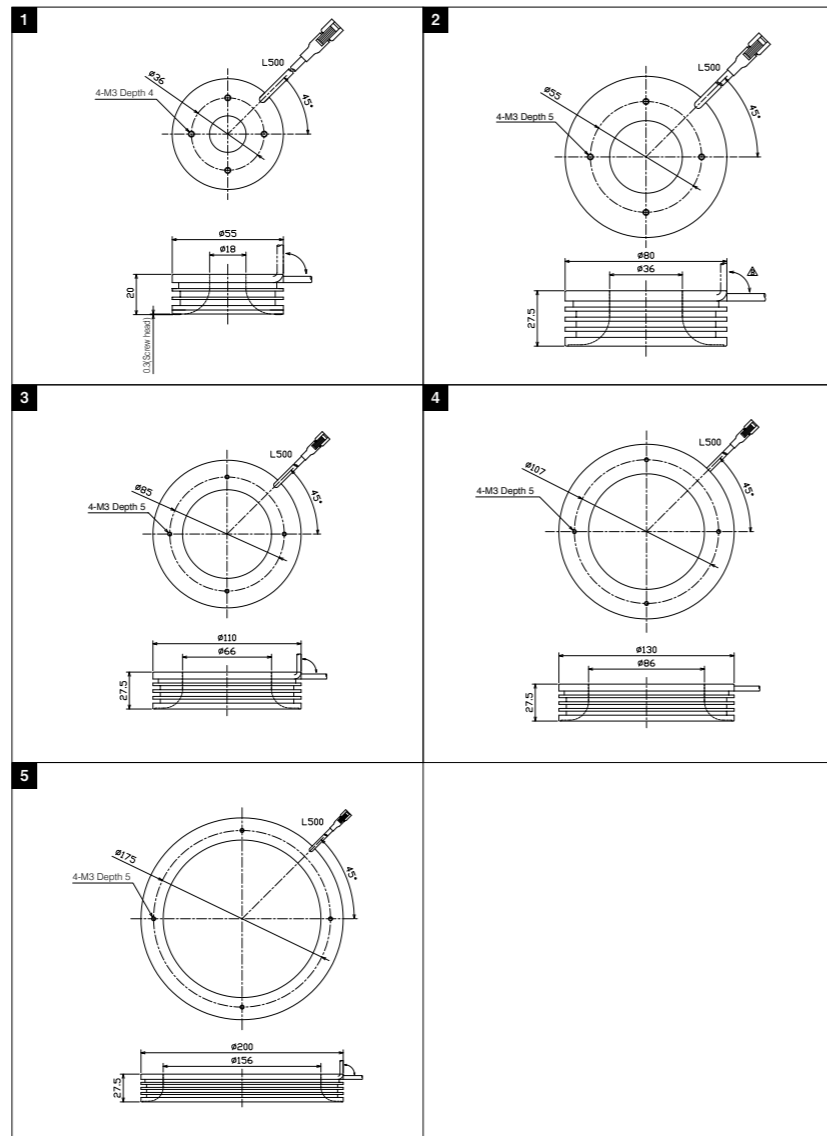 1
L500
ø36
45°
4-M3 Depth 4
ø55
ø18
20
0.3(Screw head)
2
L500
ø55
45°
4-M3 Depth 5
ø80
ø36
27.5
3
L500
ø85
45°
4-M3 Depth 5
ø110
ø66
27.5
4
L500
ø107
45°
4-M3 Depth 5
ø130
ø86
27.5
5
L500
ø175
45°
4-M3 Depth 5
ø200
ø156
27.5